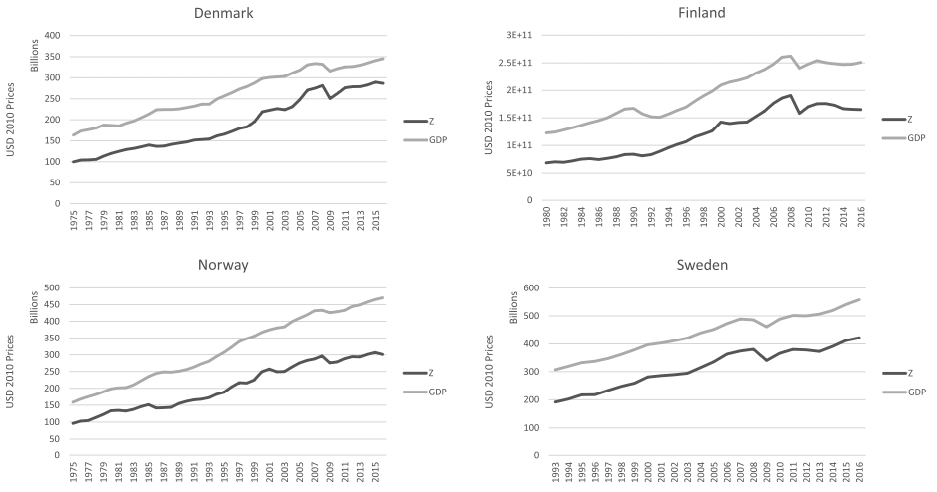 Denmark
USD 2010 Prices
Billions
400
350
300
250
200
150
100
50
0
1975 1977 1979 1981 1983 1985 1987 1989 1991 1993 1995 1997 1999 2001 2003 2005 2007 2009 2011 2013 2015
Z
GDP
Finland
USD 2010 Prices
3E+11
2.5E+11
2E+11
1.5E+11
1E+11
5E+10
0
1980 1982 1984 1986 1988 1990 1992 1994 1996 1998 2000 2002 2004 2006 2008 2010 2012 2014 2016
Z
GDP
Norway
USD 2010 Prices
Billions
500
450
400
350
300
250
200
150
100
50
0
1975 1977 1979 1981 1983 1985 1987 1989 1991 1993 1995 1997 1999 2001 2003 2005 2007 2009 2011 2013 2015
Z
GDP
Sweden
USD 2010 Prices
Billions
600
500
400
300
200
100
0
1993 1994 1995 1996 1997 1998 1999 2000 2001 2002 2003 2004 2005 2006 2007 2008 2009 2010 2011 2012 2013 2014 2015 2016
Z
GDP